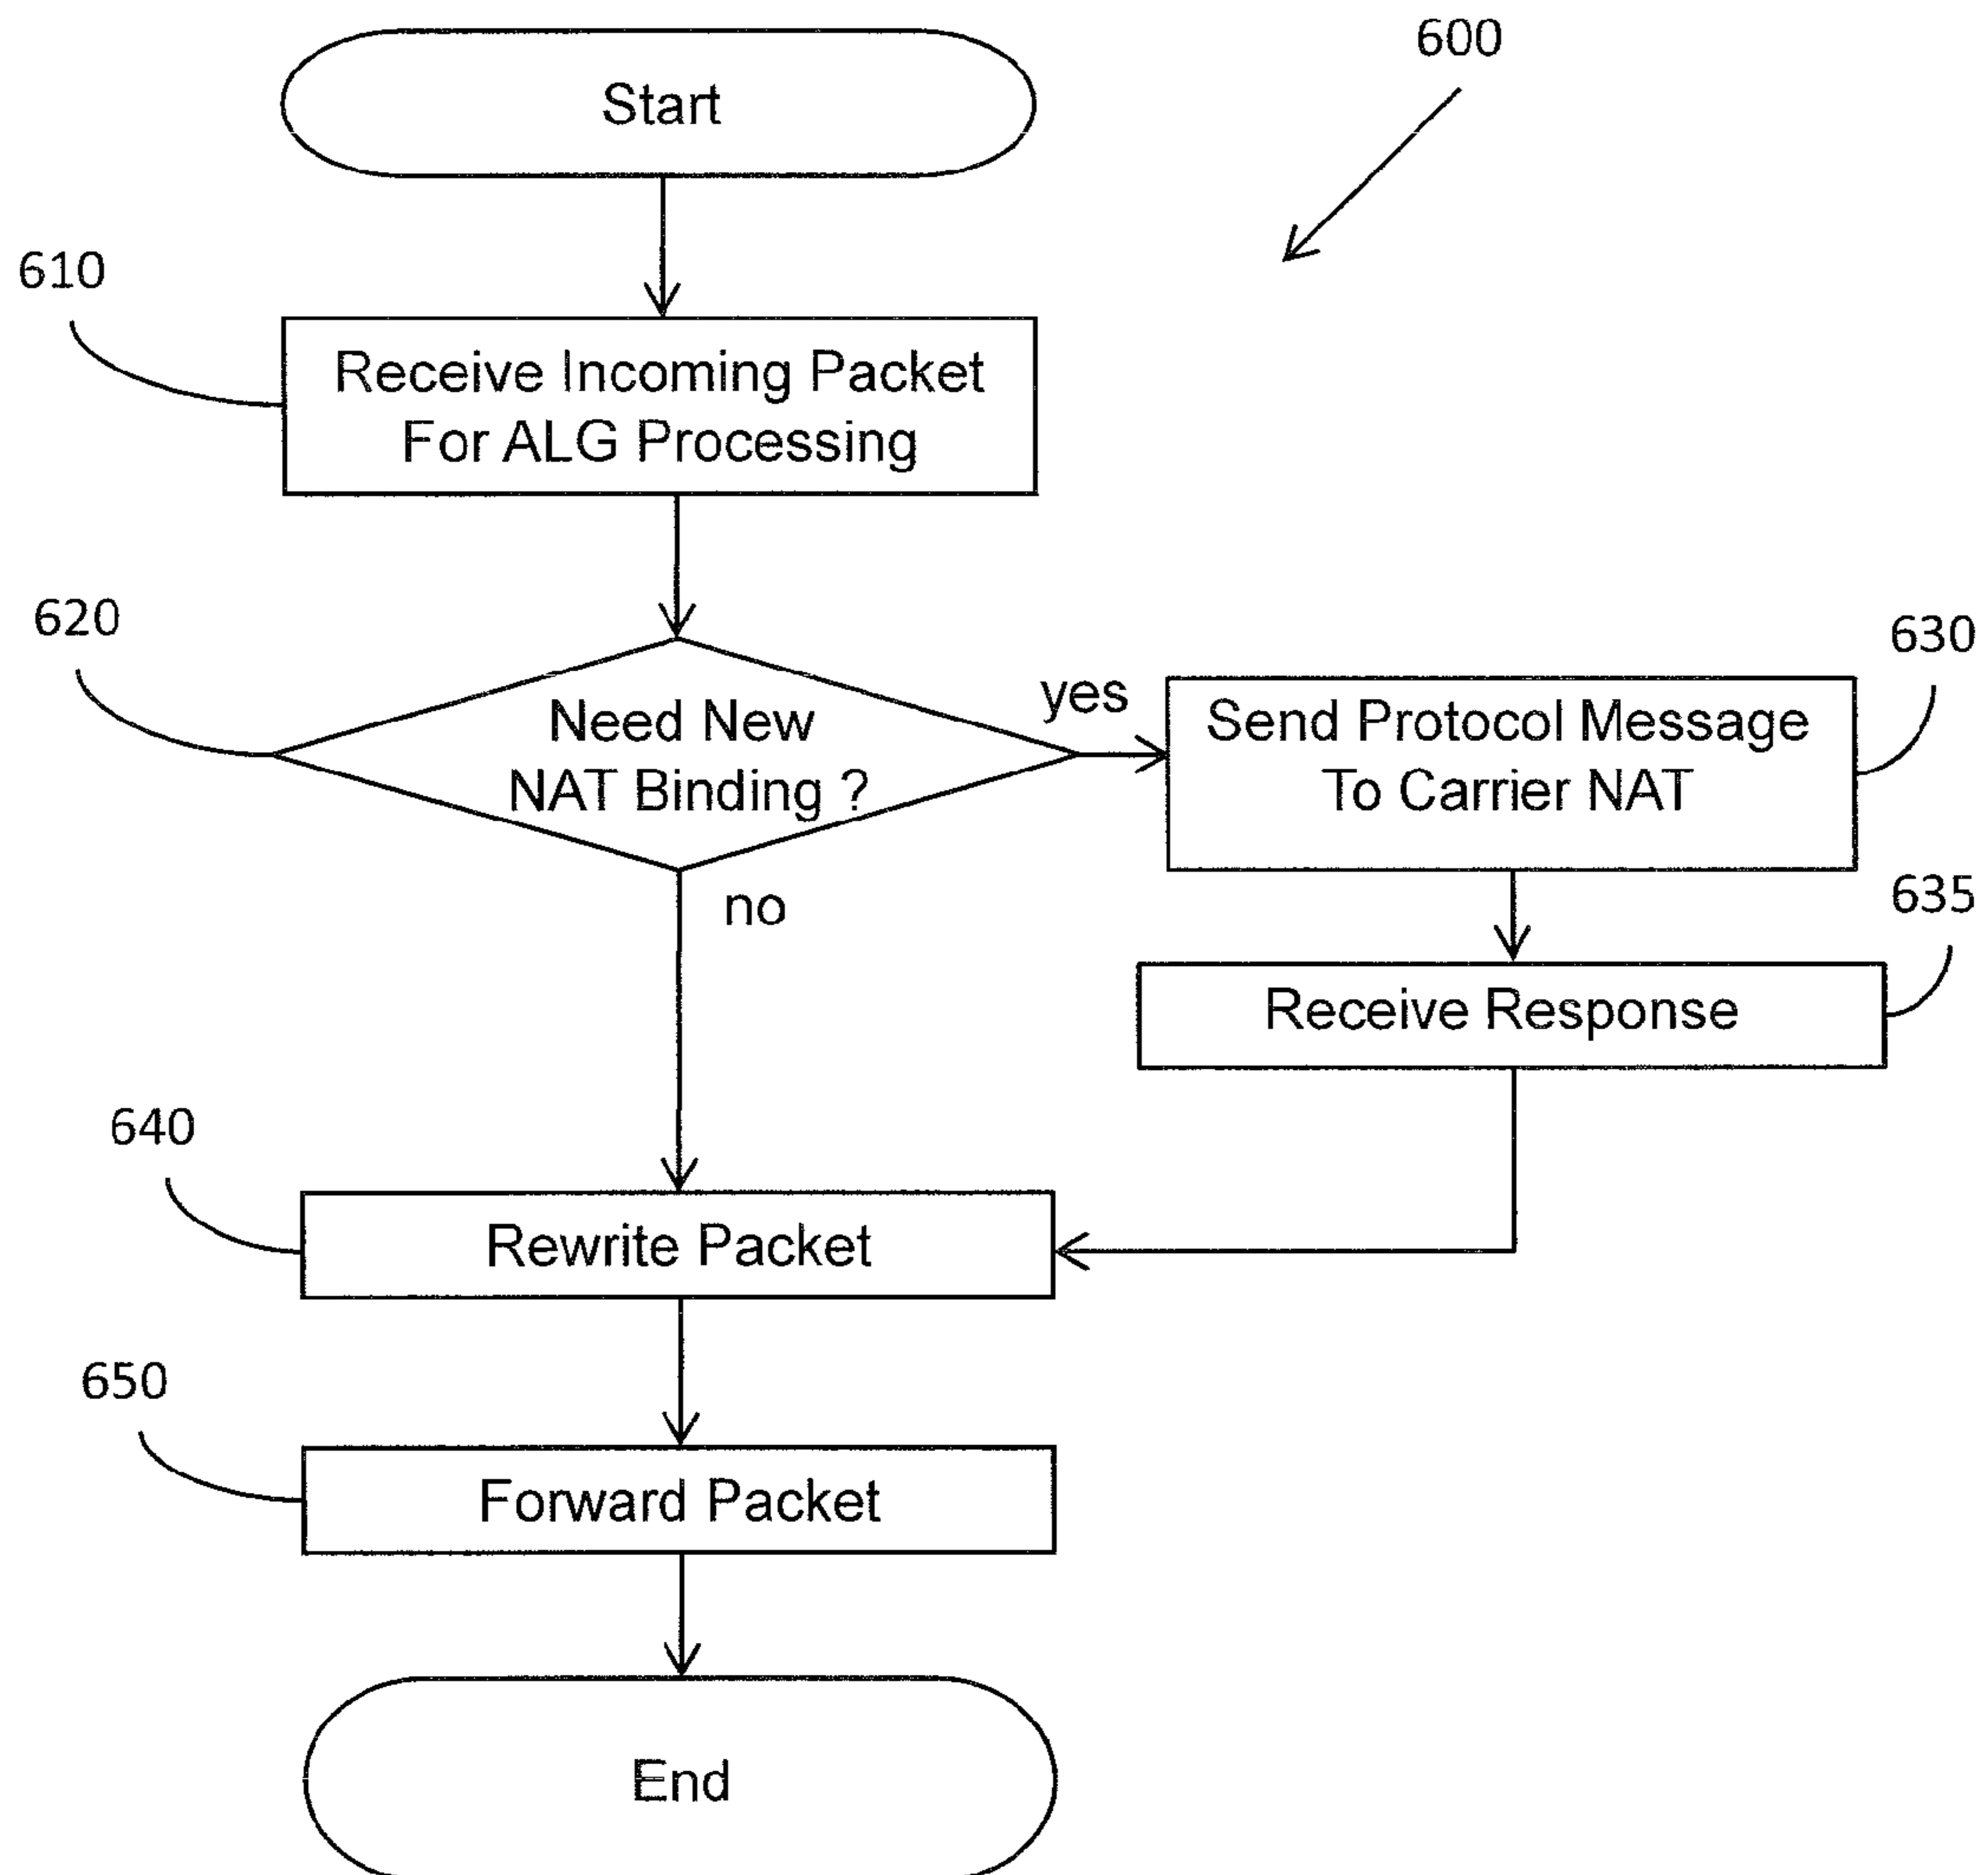 Start
600
610
Receive Incoming Packet
For ALG Processing
620
Need New
NAT Binding ?
yes
630
Send Protocol Message
To Carrier NAT
no
635
Receive Response
640
Rewrite Packet
650
Forward Packet
End